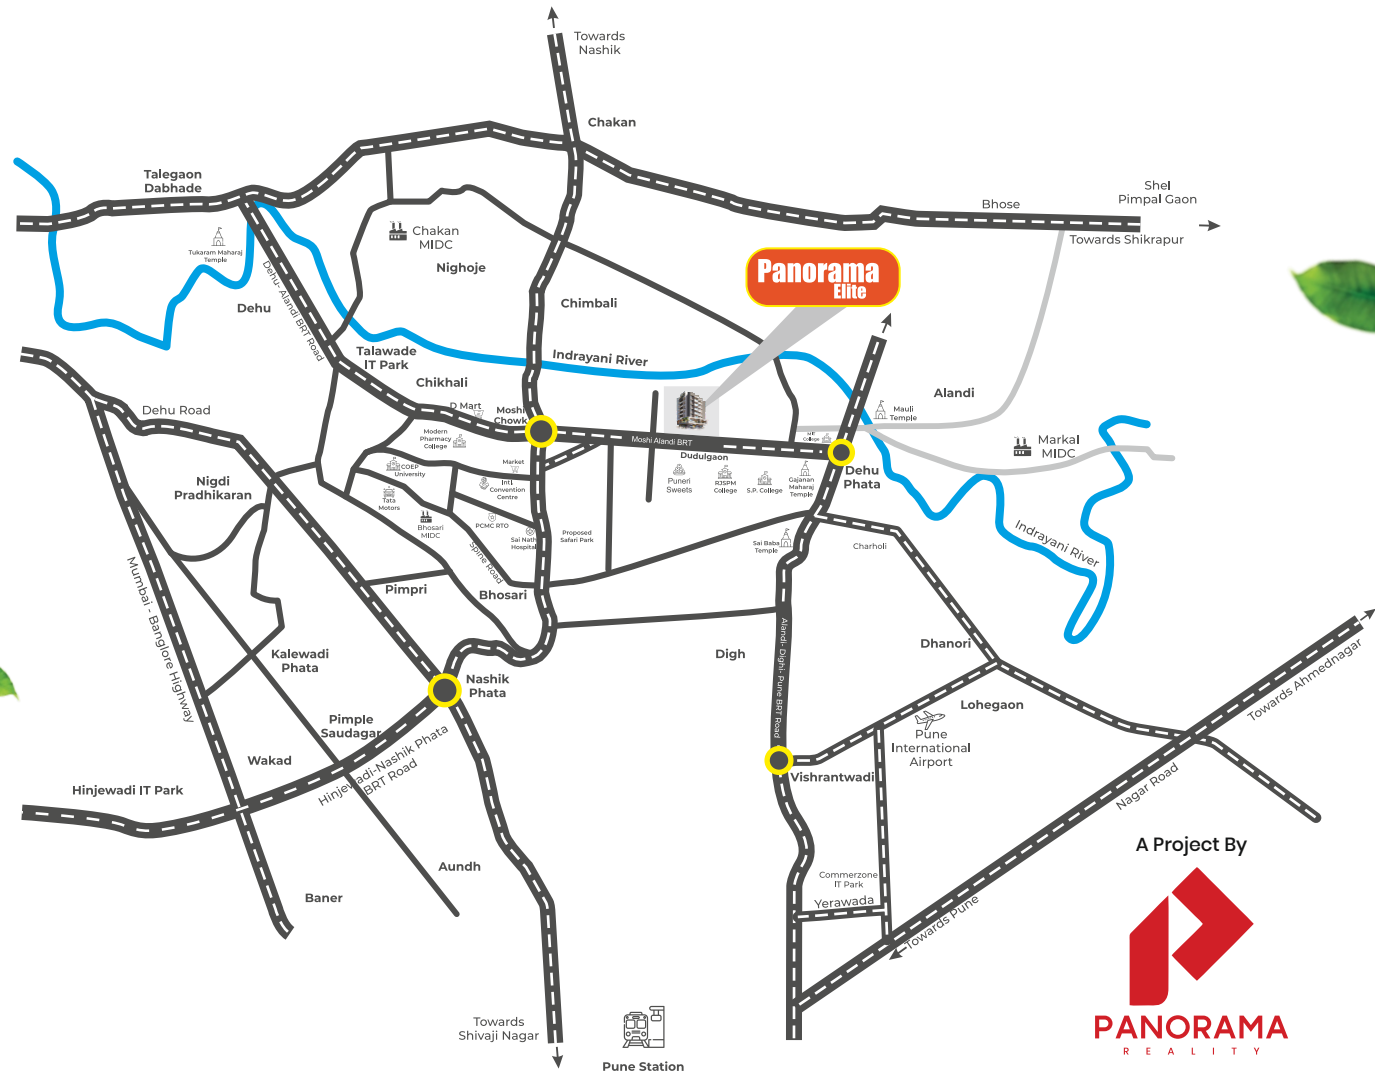 Towards
Nashik
Chakan
Talegaon
Dabhade
Shel
Pimpal Gaon
Bhose
Towards Shikrapur
Chakan
MIDC
Nighoje
Tukaram Maharaj
Temple
Dehu- Alandi BRT Road
Dehu
Chimbali
Panorama
Elite
Indrayani River
Talawade
IT Park
Chikhali
D Mart
Moshi
Chowk
Alandi
Mauli
Temple
Dehu Road
Modern
Pharmacy
College
Moshi Alandi BRT
MIT
College
Markal
MIDC
Dudulgaon
Dehu
Phata
Nigdi
Pradhikaran
COEP
University
Market
Intl.
Convention
Centre
Puneri
Sweets
RJSPM
College
S.P. College
Gajanan
Maharaj
Temple
Tata
Motors
Bhosari
MIDC
PCMC RTO
Sai Nath
Hospital
Proposed
Safari Park
Sai Baba
Temple
Charholi
Indrayani River
Spine Road
Pimpri
Bhosari
Mumbai - Banglore Highway
Kalewadi
Phata
Digh
Alandi- Dighi- Pune BRT Road
Dhanori
Nashik
Phata
Lohegaon
Towards Ahmednagar
Pimple
Saudagar
Pune
International
Airport
Wakad
Hinjewadi-Nashik Phata
BRT Road
Vishrantwadi
Hinjewadi IT Park
Nagar Road
A Project By
Aundh
Commerzone
IT Park
Baner
Yerawada
Towards Pune
Towards
Shivaji Nagar
Pune Station
PANORAMA
REALITY